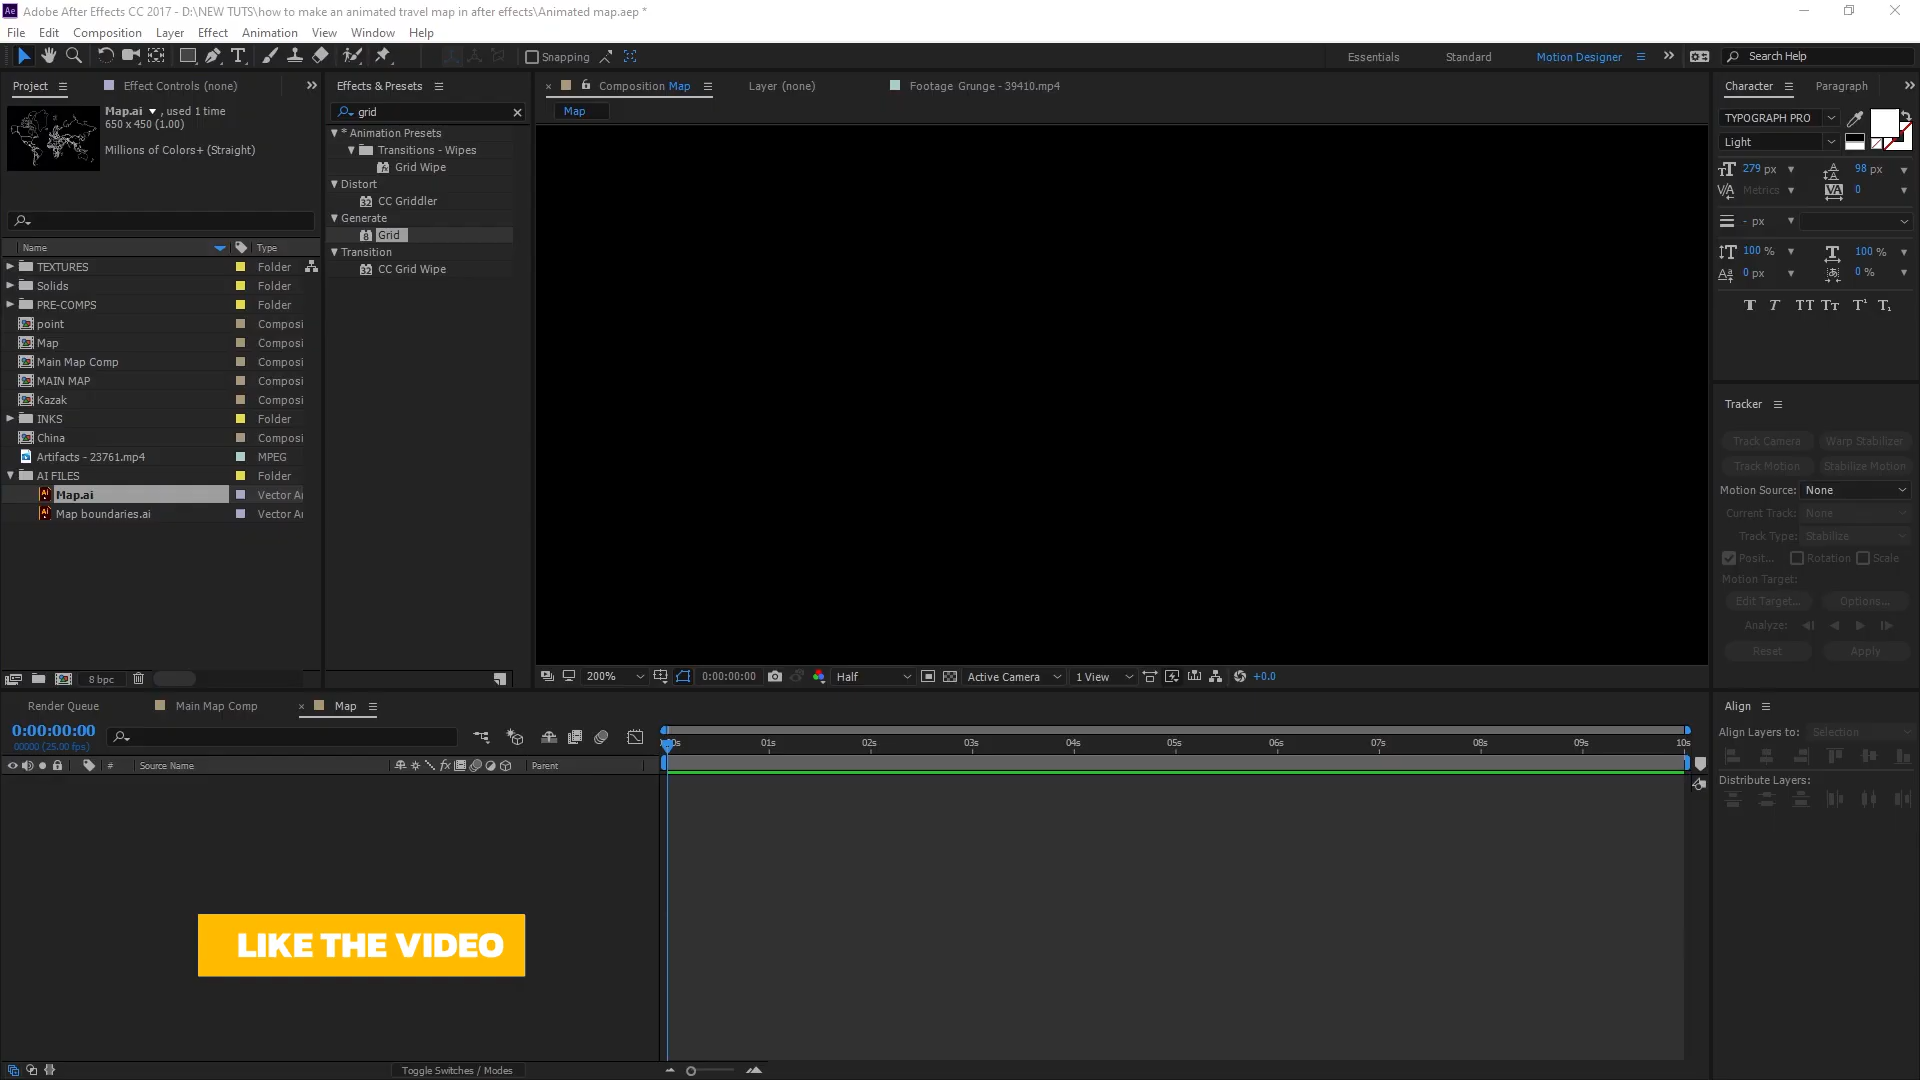 Ae Adobe After Effects CC 2017 - D:\NEW TUTS\how to make an animated travel map in after effects\Animated map.aep *
File Edit Composition Layer Effect Animation View Window Help
Snapping Essentials Standard Motion Designer Search Help
Project Effect Controls (none)
Map.ai , used 1 time
650 x 450 (1.00)
Millions of Colors+ (Straight)
Name Type
TEXTURES Folder
Solids Folder
PRE-COMPS Folder
point Composi
Map Composi
Main Map Comp Composi
MAIN MAP Composi
Kazak Composi
INKS Folder
China Composi
Artifacts - 23761.mp4 MPEG
AI FILES Folder
Map.ai Vector Ar
Map boundaries.ai Vector Ar
8 bpc
Effects & Presets
grid
* Animation Presets
Transitions - Wipes
Grid Wipe
Distort
CC Griddler
Generate
Grid
Transition
CC Grid Wipe
Composition Map Layer (none) Footage Grunge - 39410.mp4
Map
200% 0:00:00:00 Half Active Camera 1 View +0.0
Character Paragraph
TYPOGRAPH PRO
Light
279 px 98 px
Metrics 0
- px
100 % 100 %
0 px 0 %
T T TT Tr T¹ T₁
Tracker
Track Camera Warp Stabilizer
Track Motion Stabilize Motion
Motion Source: None
Current Track: None
Track Type: Stabilize
Posit... Rotation Scale
Motion Target:
Edit Target... Options...
Analyze:
Reset Apply
Align
Align Layers to: Selection
Distribute Layers:
Render Queue Main Map Comp Map
0:00:00:00
00000 (25.00 fps)
# Source Name Parent
01s 02s 03s 04s 05s 06s 07s 08s 09s 10s
LIKE THE VIDEO
Toggle Switches / Modes